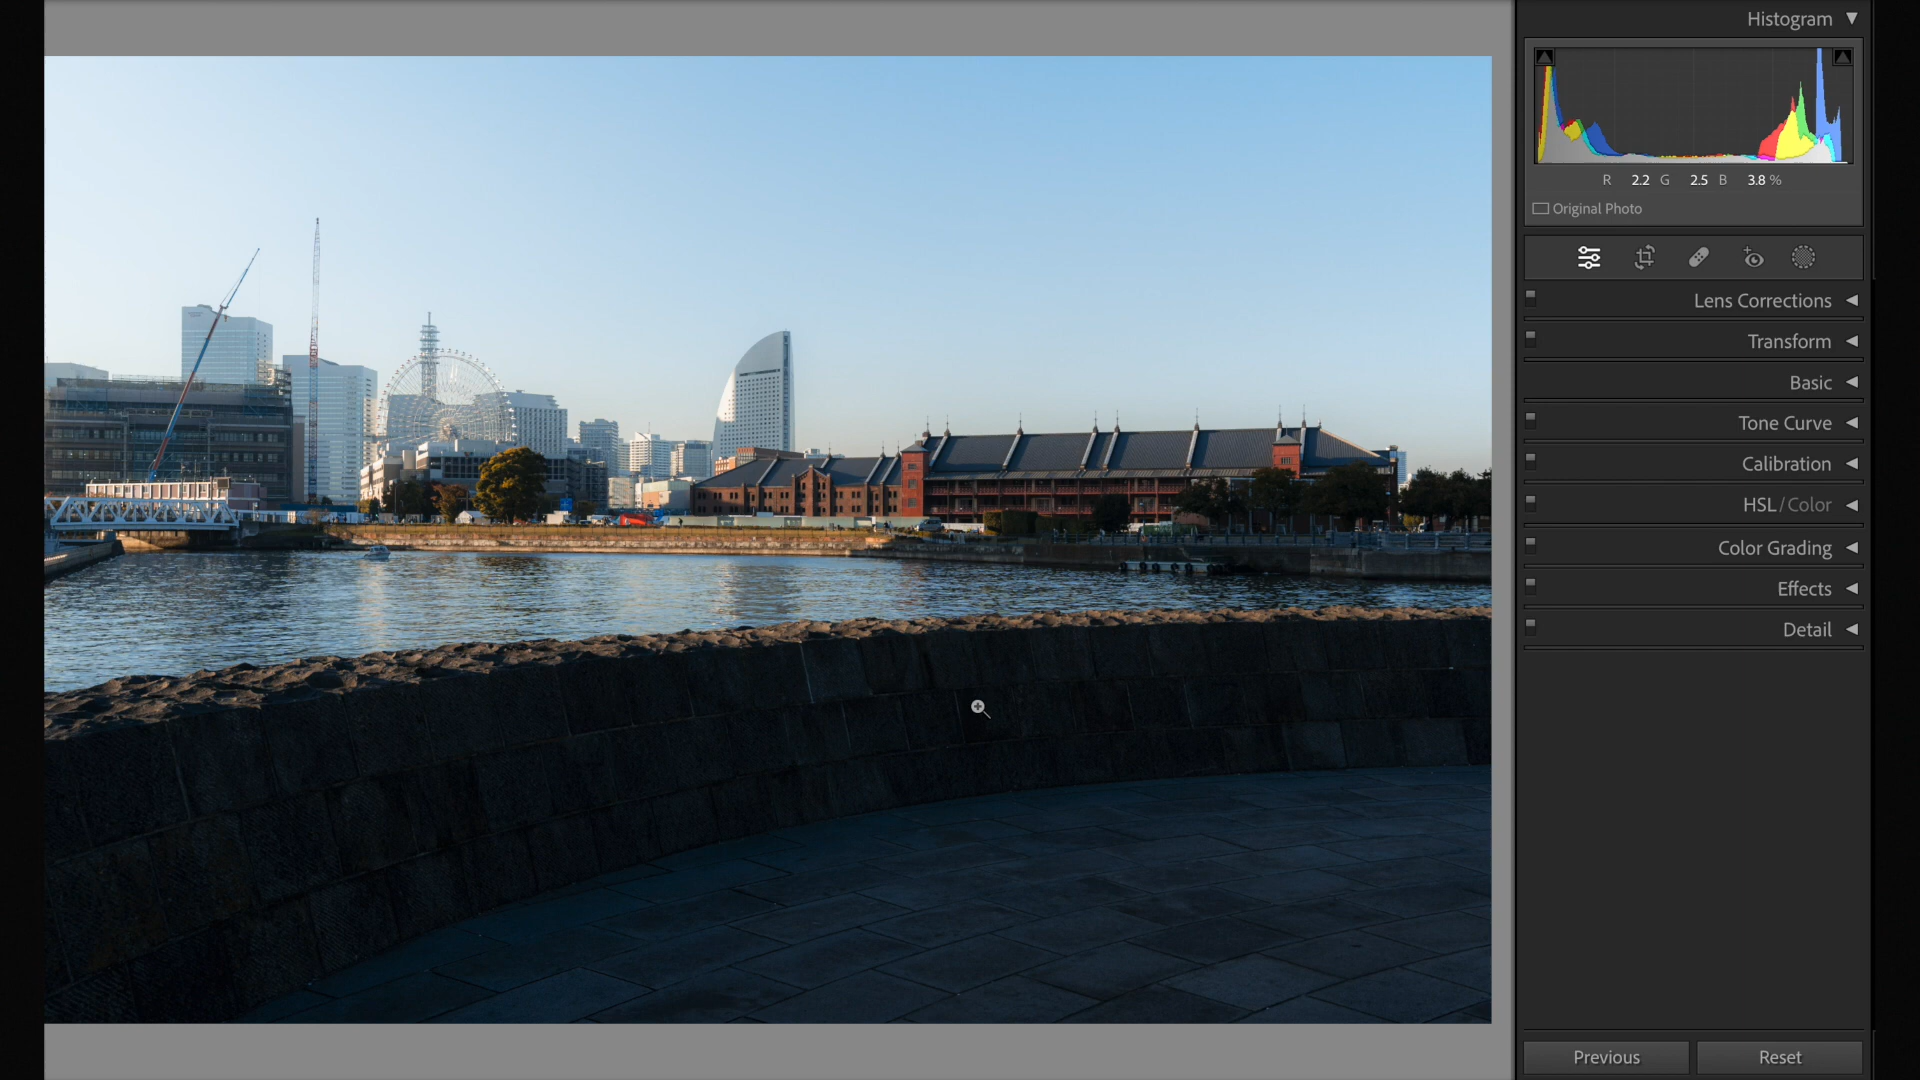 Histogram
R 2.2 G 2.5 B 3.8 %
Original Photo
Lens Corrections
Transform
Basic
Tone Curve
Calibration
HSL / Color
Color Grading
Effects
Detail
Previous
Reset